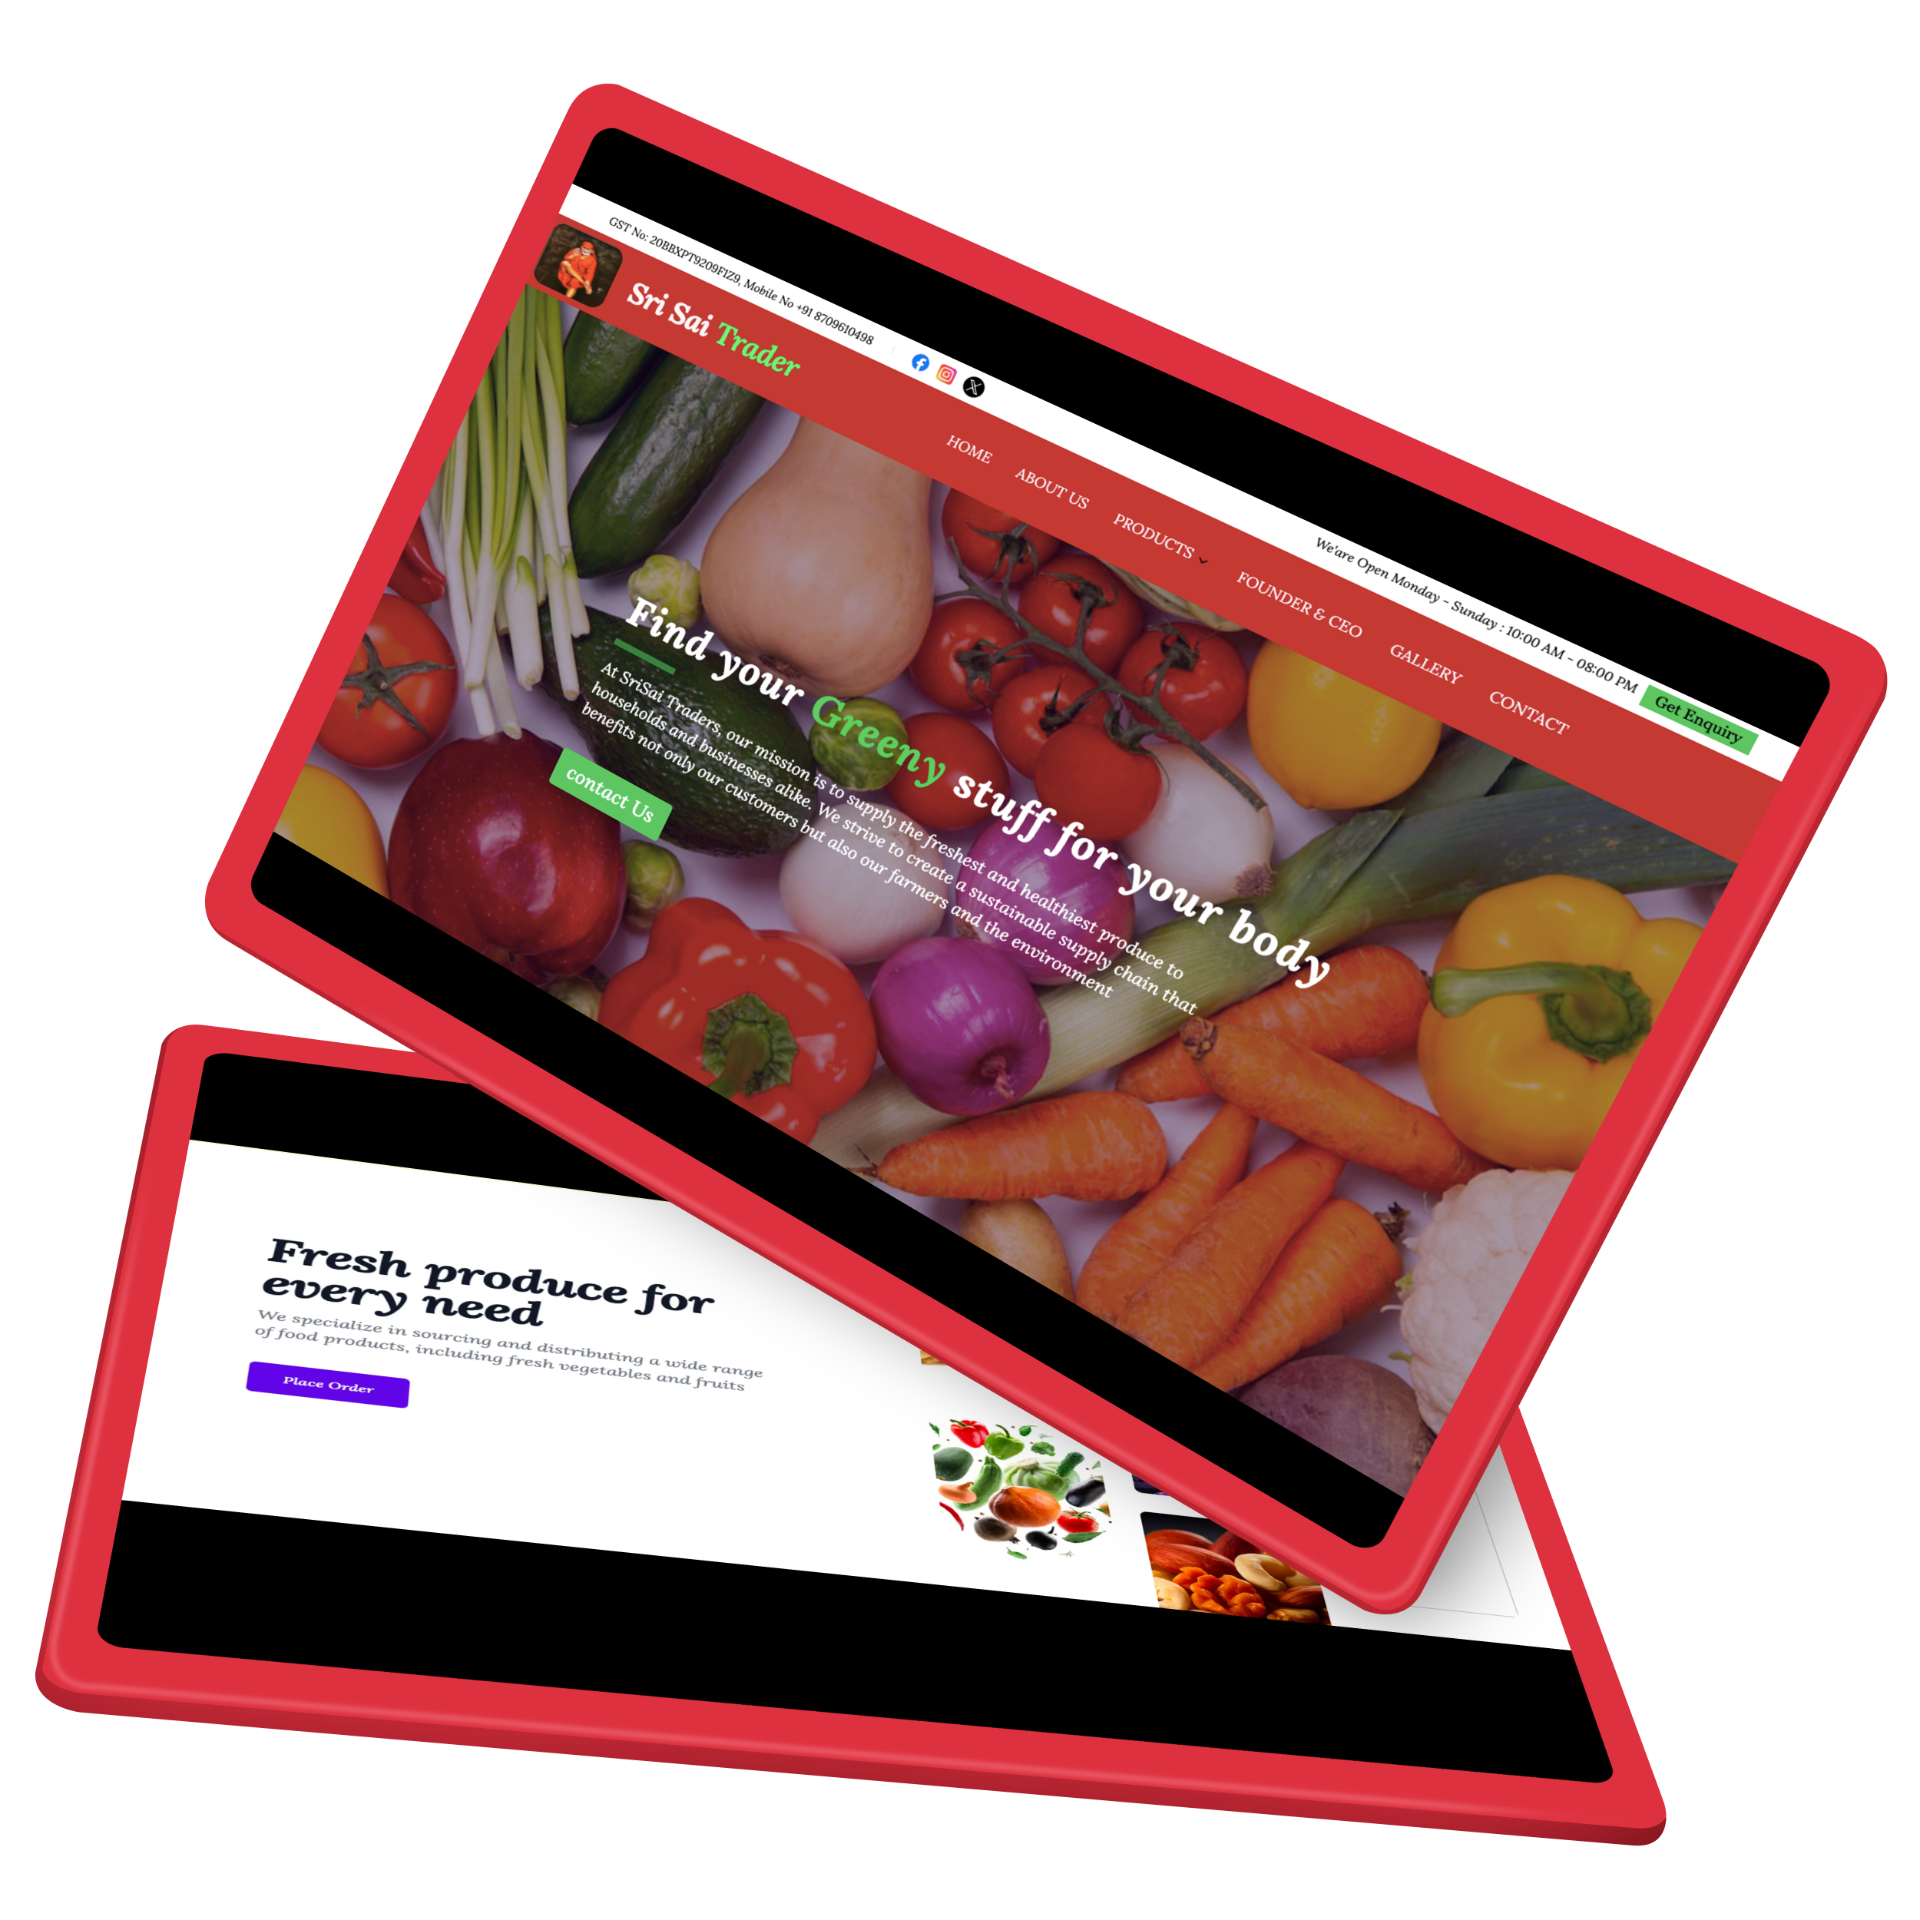 GST No: 20BBXPT9209F1Z9, Mobile No +91 8709610498
We'are Open Monday - Sunday : 10:00 AM - 08:00 PM
Get Enquiry
Sri Sai Trader
HOME
ABOUT US
PRODUCTS
FOUNDER & CEO
GALLERY
CONTACT
Find your Greeny stuff for your body
At SriSai Traders, our mission is to supply the freshest and healthiest produce to
households and businesses alike. We strive to create a sustainable supply chain that
benefits not only our customers but also our farmers and the environment
contact Us
Fresh produce for
every need
We specialize in sourcing and distributing a wide range
of food products, including fresh vegetables and fruits
Place Order